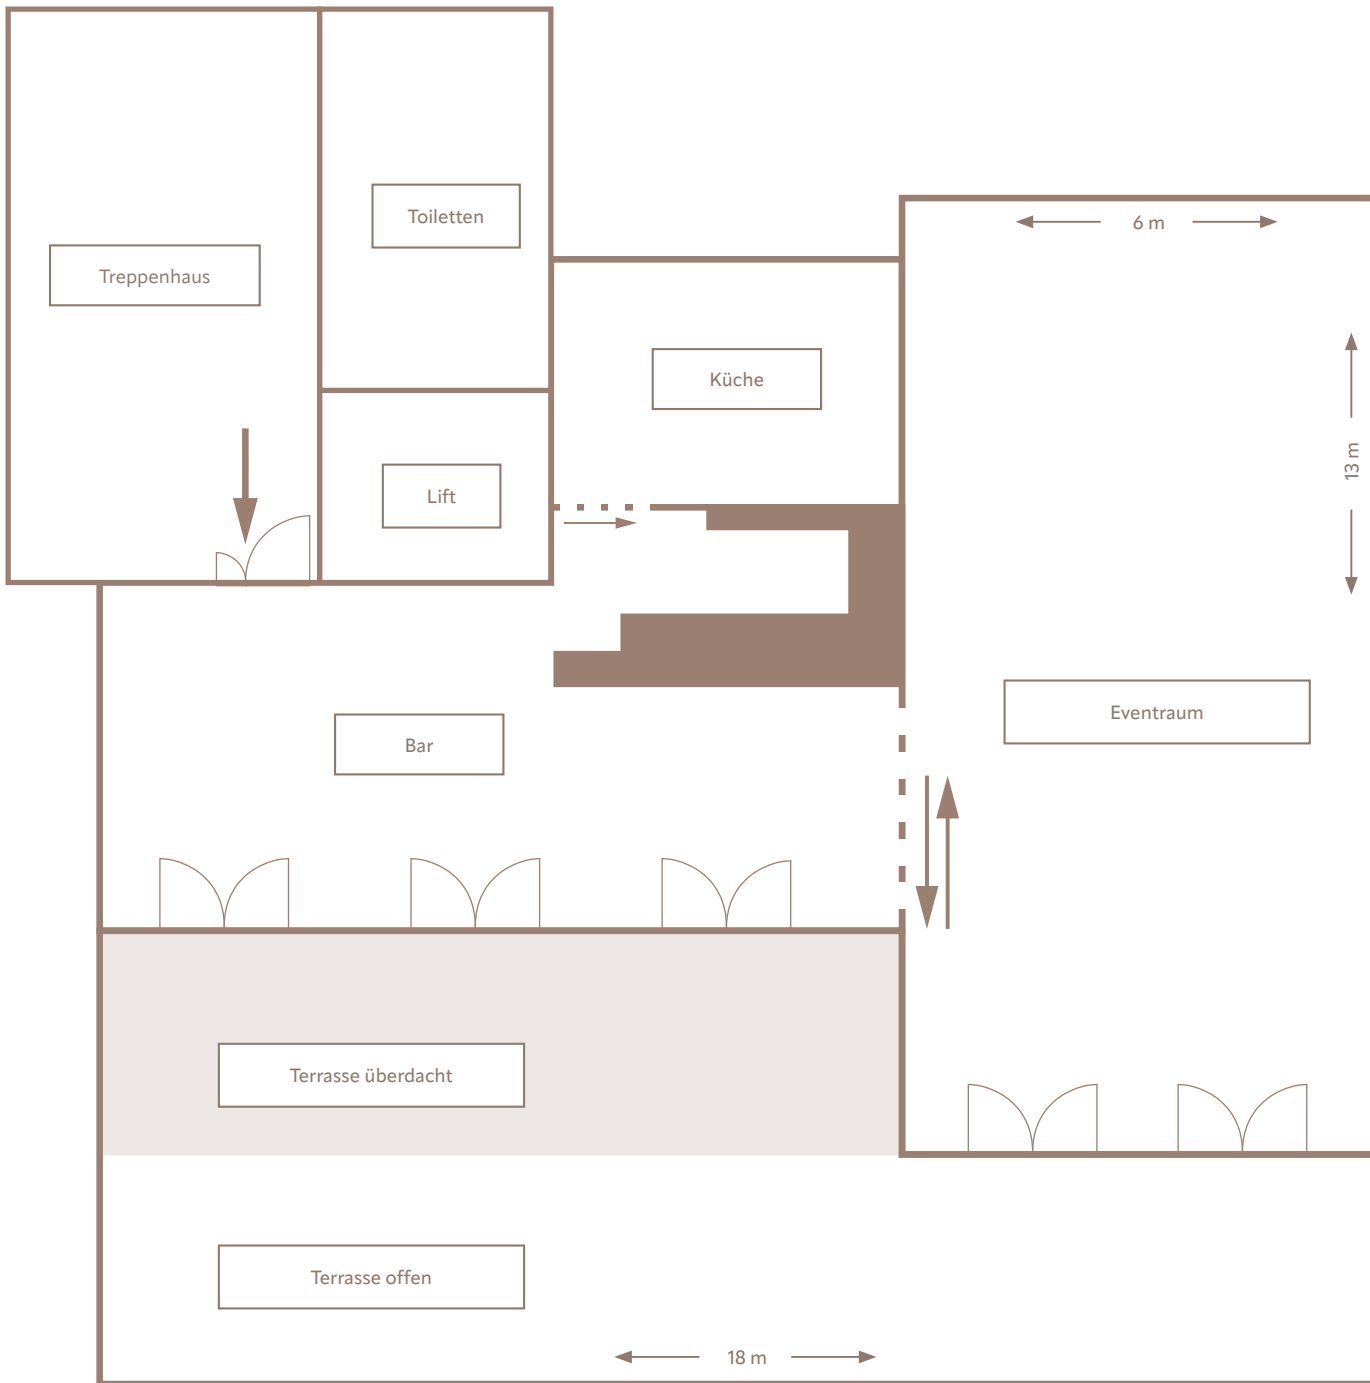 Toiletten
6 m
Treppenhaus
Küche
13 m
Lift
Eventraum
Bar
Terrasse überdacht
Terrasse offen
18 m